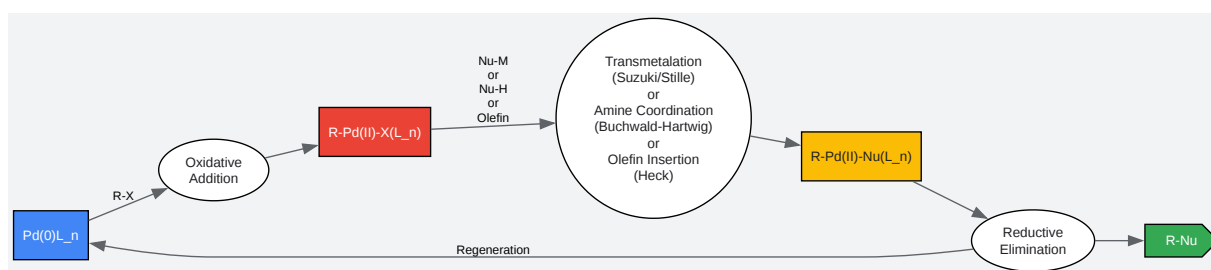 Pd(0)L_n
R-X
Oxidative
Addition
R-Pd(II)-X(L_n)
Nu-M
or
Nu-H
or
Olefin
Transmetalation
(Suzuki/Stille)
or
Amine Coordination
(Buchwald-Hartwig)
or
Olefin Insertion
(Heck)
R-Pd(II)-Nu(L_n)
Reductive
Elimination
R-Nu
Regeneration